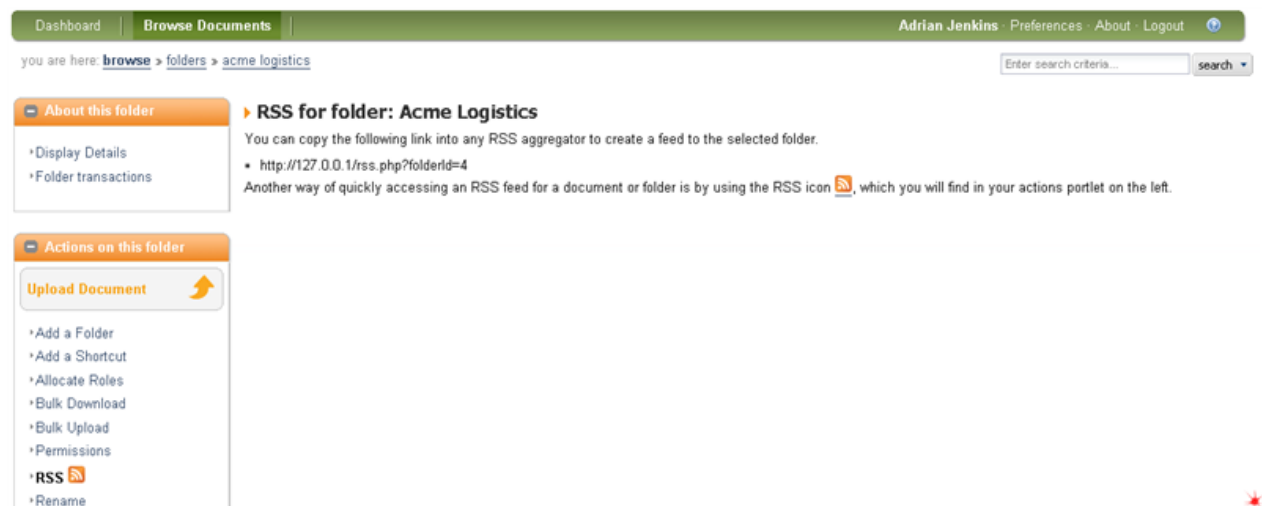 Dashboard Browse Documents Adrian Jenkins · Preferences · About · Logout ?
you are here: browse » folders » acme logistics
Enter search criteria... search
About this folder
Display Details
Folder transactions
RSS for folder: Acme Logistics
You can copy the following link into any RSS aggregator to create a feed to the selected folder.
http://127.0.0.1/rss.php?folderId=4
Another way of quickly accessing an RSS feed for a document or folder is by using the RSS icon , which you will find in your actions portlet on the left.
Actions on this folder
Upload Document
Add a Folder
Add a Shortcut
Allocate Roles
Bulk Download
Bulk Upload
Permissions
RSS
Rename